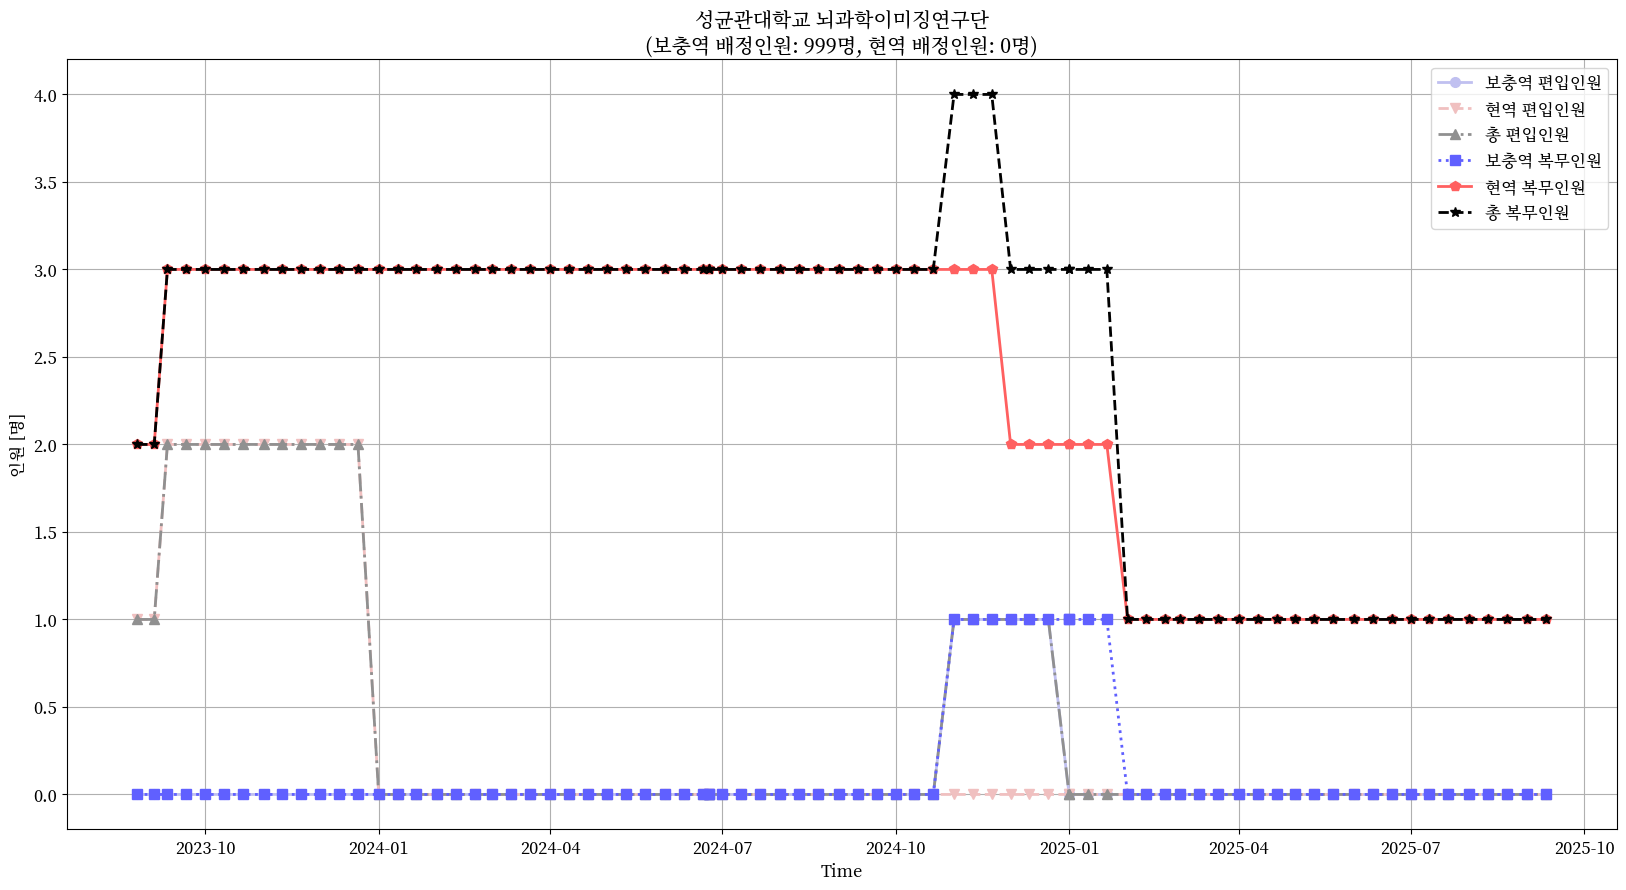 성균관대학교 뇌과학이미징연구단
(보충역 배정인원: 999명, 현역 배정인원: 0명)
보충역 편입인원
현역 편입인원
총 편입인원
보충역 복무인원
현역 복무인원
총 복무인원
4.0
3.5
3.0
2.5
2.0
1.5
1.0
0.5
0.0
인원 [명]
2023-10
2024-01
2024-04
2024-07
2024-10
2025-01
2025-04
2025-07
2025-10
Time